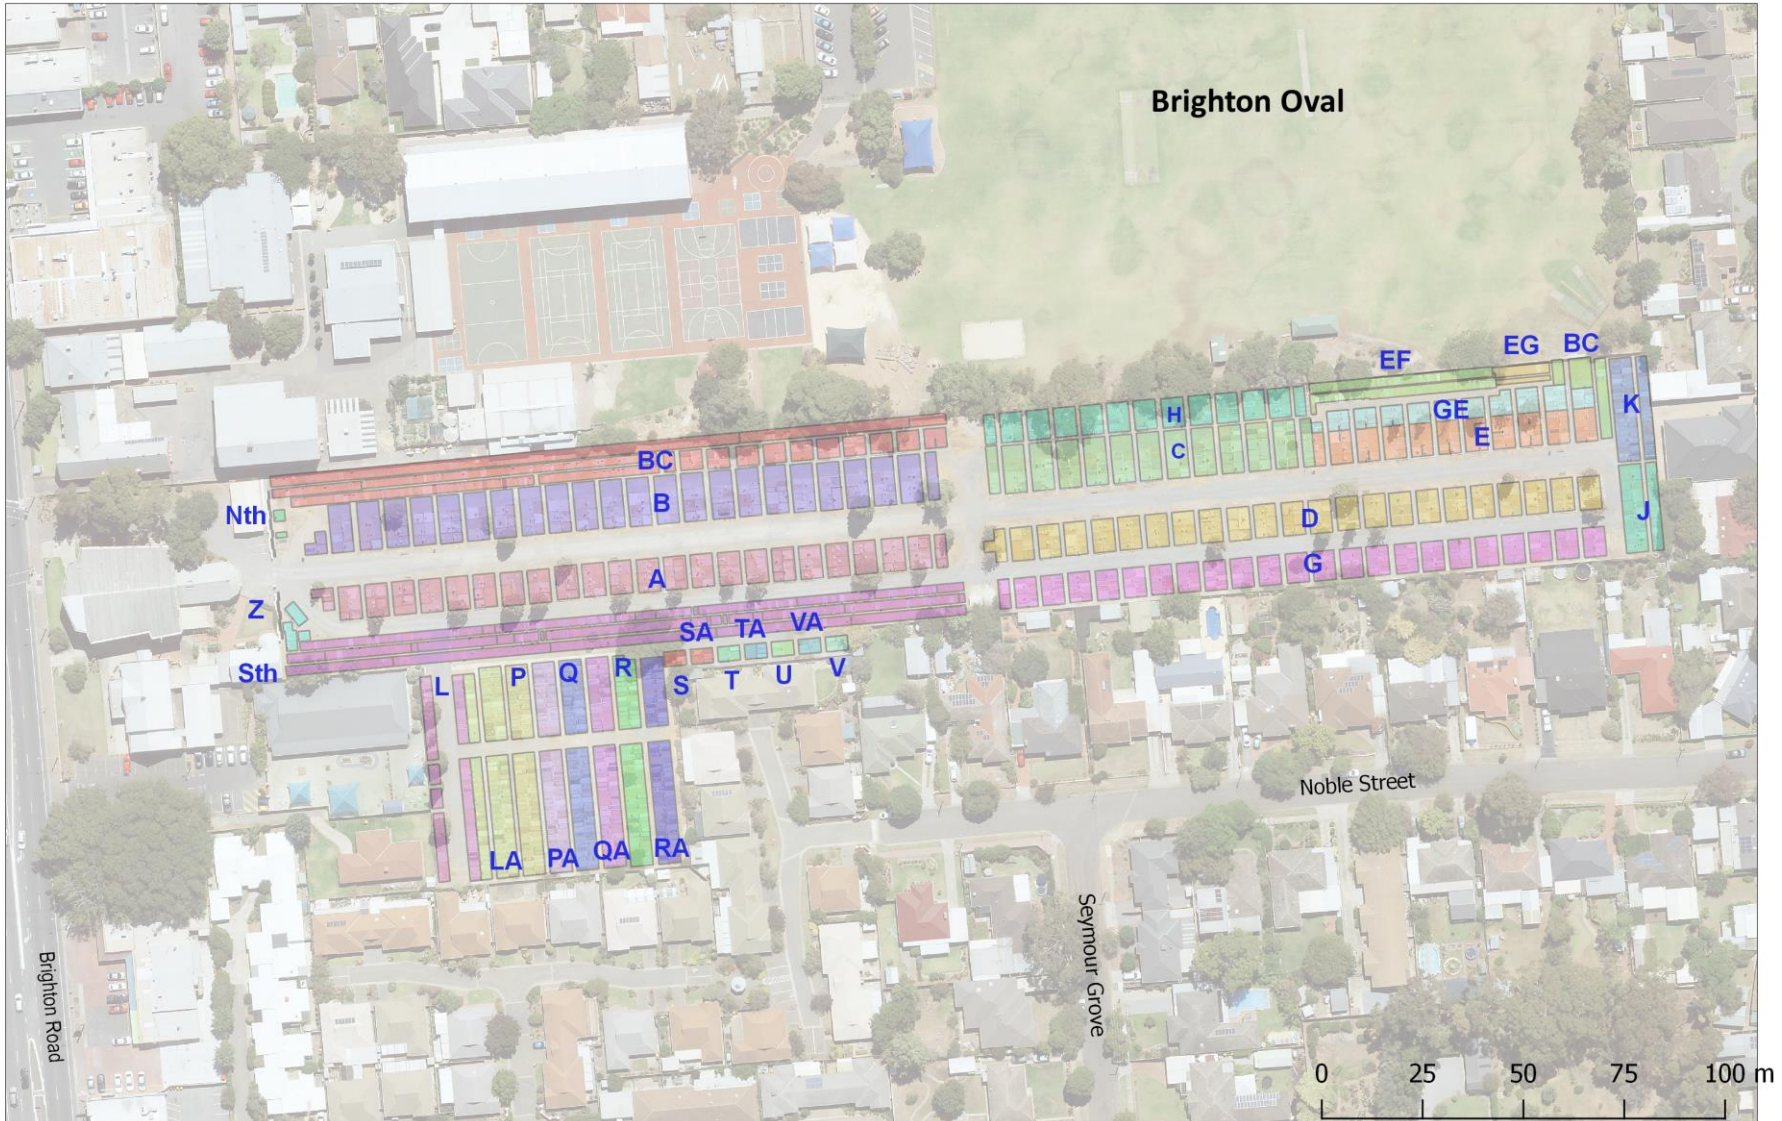 Brighton Oval
EF
EG
BC
K
H
GE
E
C
BC
B
Nth
D
J
A
G
Z
SA
TA
VA
Sth
L
P
Q
R
S
T
U
V
Noble Street
LA
PA
QA
RA
Seymour Grove
Brighton Road
0 25 50 75 100 m